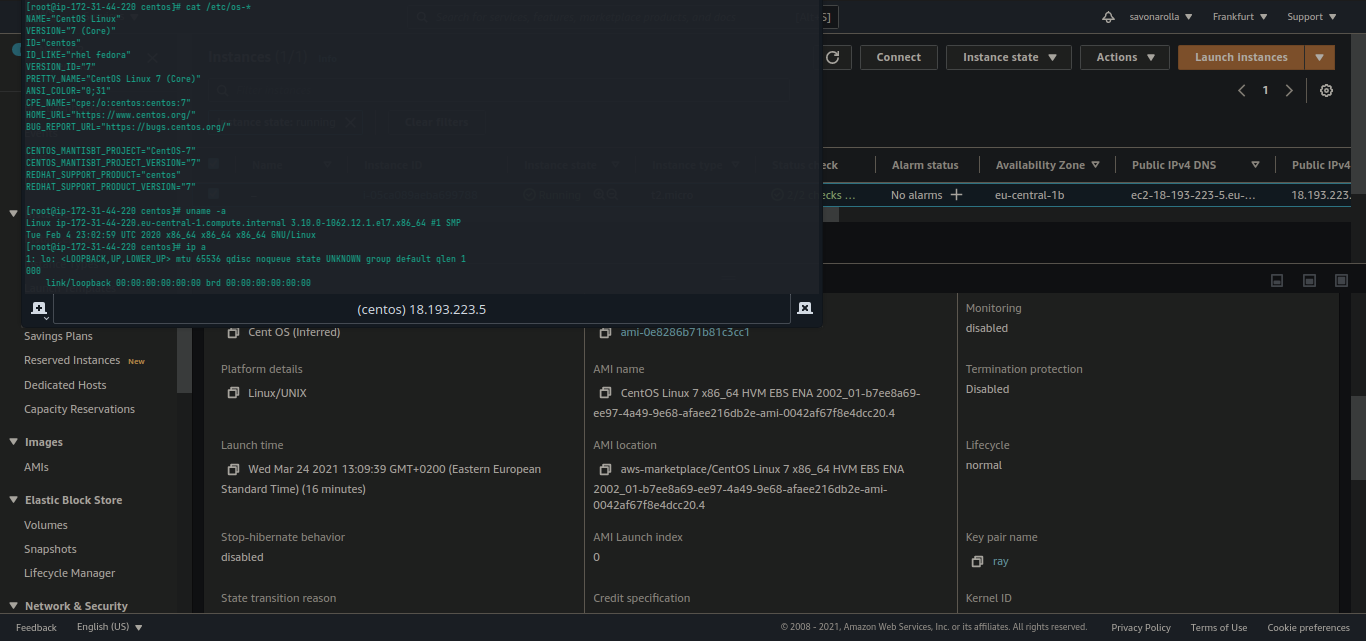 [root@ip-172-31-44-220 centos]# cat /etc/os-*
NAME="CentOS Linux"
VERSION="7 (Core)"
ID="centos"
ID_LIKE="rhel fedora"
VERSION_ID="7"
PRETTY_NAME="CentOS Linux 7 (Core)"
ANSI_COLOR="0;31"
CPE_NAME="cpe:/o:centos:centos:7"
HOME_URL="https://www.centos.org/"
BUG_REPORT_URL="https://bugs.centos.org/"
CENTOS_MANTISBT_PROJECT="CentOS-7"
CENTOS_MANTISBT_PROJECT_VERSION="7"
REDHAT_SUPPORT_PRODUCT="centos"
REDHAT_SUPPORT_PRODUCT_VERSION="7"
[root@ip-172-31-44-220 centos]# uname -a
Linux ip-172-31-44-220.eu-central-1.compute.internal 3.10.0-1062.12.1.el7.x86_64 #1 SMP
Tue Feb 4 23:02:59 UTC 2020 x86_64 x86_64 x86_64 GNU/Linux
[root@ip-172-31-44-220 centos]# ip a
1: lo: <LOOPBACK,UP,LOWER_UP> mtu 65536 qdisc noqueue state UNKNOWN group default qlen 1
000
link/loopback 00:00:00:00:00:00 brd 00:00:00:00:00:00
(centos) 18.193.223.5
savonarolla Frankfurt Support
Instances
Connect Instance state Actions Launch instances
1
Clear filters
Alarm status Availability Zone Public IPv4 DNS Public IPv4
No alarms eu-central-1b ec2-18-193-223-5.eu-... 18.193.223.
Savings Plans
Reserved Instances New
Dedicated Hosts
Capacity Reservations
Images
AMIs
Elastic Block Store
Volumes
Snapshots
Lifecycle Manager
Network & Security
Cent OS (Inferred)
Platform details
Linux/UNIX
Launch time
Wed Mar 24 2021 13:09:39 GMT+0200 (Eastern European
Standard Time) (16 minutes)
Stop-hibernate behavior
disabled
State transition reason
ami-0e8286b71b81c3cc1
AMI name
CentOS Linux 7 x86_64 HVM EBS ENA 2002_01-b7ee8a69-
ee97-4a49-9e68-afaee216db2e-ami-0042af67f8e4dcc20.4
AMI location
aws-marketplace/CentOS Linux 7 x86_64 HVM EBS ENA
2002_01-b7ee8a69-ee97-4a49-9e68-afaee216db2e-ami-
0042af67f8e4dcc20.4
AMI Launch index
0
Credit specification
Monitoring
disabled
Termination protection
Disabled
Lifecycle
normal
Key pair name
ray
Kernel ID
Feedback English (US)
© 2008 - 2021, Amazon Web Services, Inc. or its affiliates. All rights reserved. Privacy Policy Terms of Use Cookie preferences